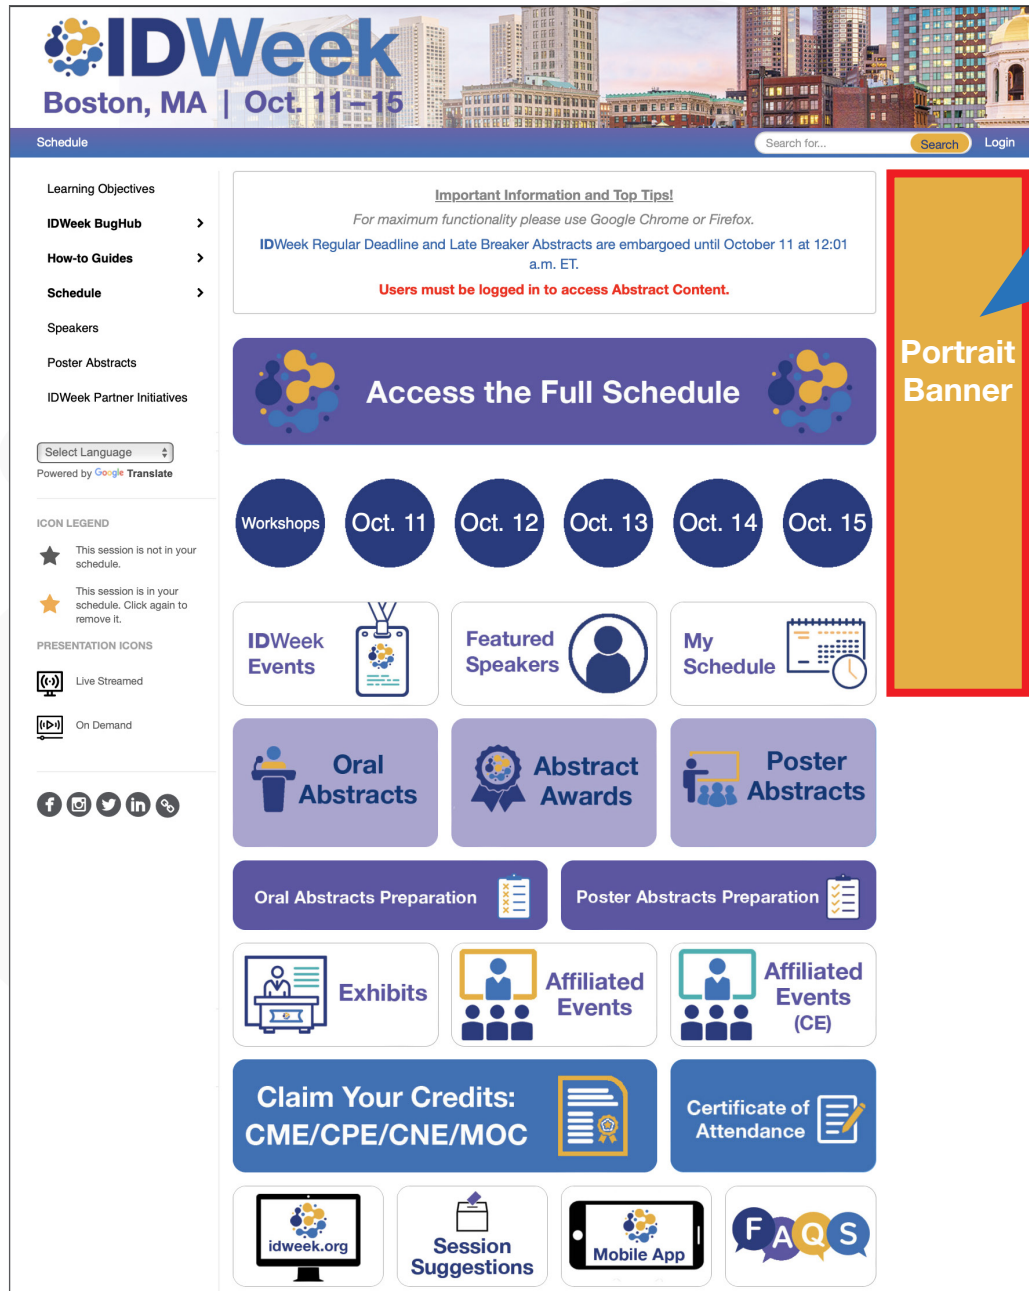 IDWeek
Boston, MA | Oct. 11–15
Schedule
Search for...
Search
Login
Learning Objectives
IDWeek BugHub
How-to Guides
Schedule
Speakers
Poster Abstracts
IDWeek Partner Initiatives
Select Language
Powered by Google Translate
ICON LEGEND
This session is not in your
schedule.
This session is in your
schedule. Click again to
remove it.
PRESENTATION ICONS
Live Streamed
On Demand
Important Information and Top Tips!
For maximum functionality please use Google Chrome or Firefox.
IDWeek Regular Deadline and Late Breaker Abstracts are embargoed until October 11 at 12:01
a.m. ET.
Users must be logged in to access Abstract Content.
Access the Full Schedule
Workshops
Oct. 11
Oct. 12
Oct. 13
Oct. 14
Oct. 15
IDWeek
Events
Featured
Speakers
My
Schedule
Oral
Abstracts
Abstract
Awards
Poster
Abstracts
Oral Abstracts Preparation
Poster Abstracts Preparation
Exhibits
Affiliated
Events
Affiliated
Events
(CE)
Claim Your Credits:
CME/CPE/CNE/MOC
Certificate of
Attendance
idweek.org
Session
Suggestions
Mobile App
FAQS
Portrait
Banner